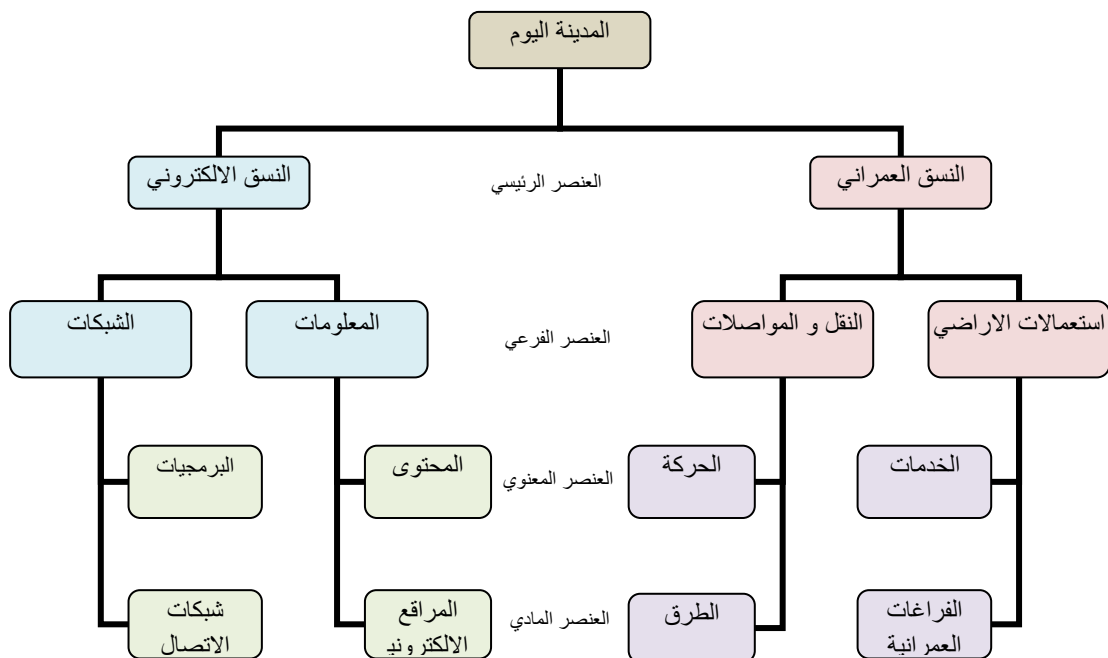 المدينة اليوم
النسق العمراني
العنصر الرئيسي
النسق الالكتروني
استعمالات الاراضي
النقل و المواصلات
العنصر الفرعي
المعلومات
الشبكات
الخدمات
الحركة
العنصر المعنوي
المحتوى
البرمجيات
الفراغات
العمرانية
الطرق
العنصر المادي
المراقع
الالكتروني
شبكات
الاتصال